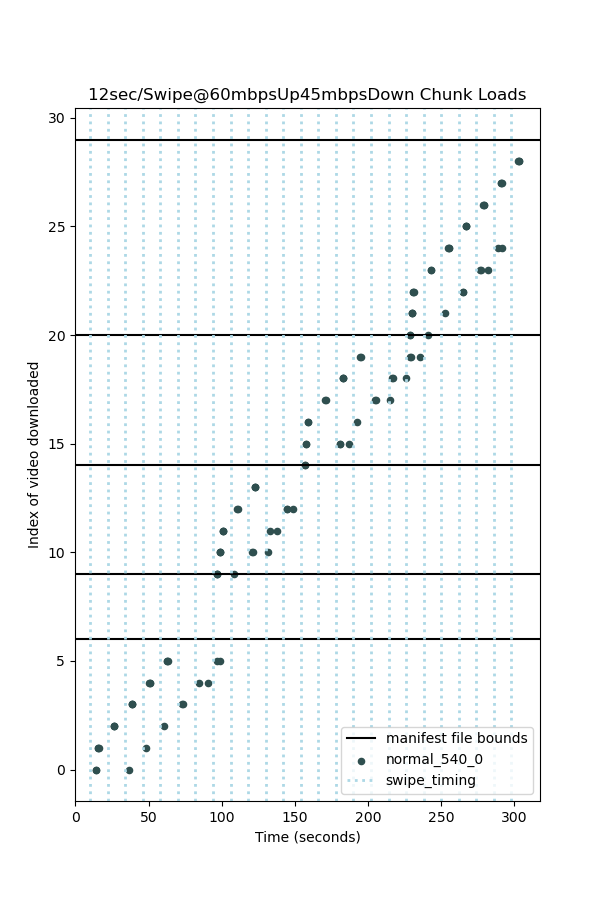 12sec/Swipe@60mbpsUp45mbpsDown Chunk Loads
30
25
20
15
10
5
0
Index of video downloaded
manifest file bounds
normal_540_0
swipe_timing
0 50 100 150 200 250 300
Time (seconds)